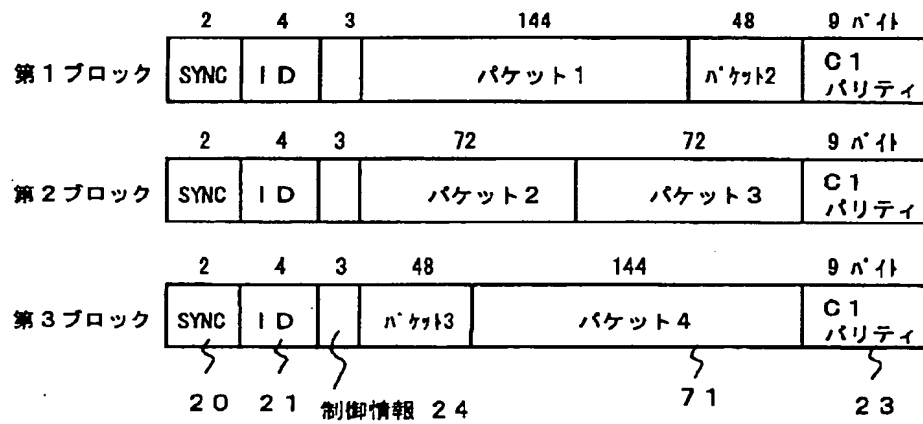 2 4 3 144 48 9 バイト
第1ブロック SYNC ID パケット1 パケット2 C1 パリティ
2 4 3 72 72 9 バイト
第2ブロック SYNC ID パケット2 パケット3 C1 パリティ
2 4 3 48 144 9 バイト
第3ブロック SYNC ID パケット3 パケット4 C1 パリティ
20 21 制御情報 24 71 23